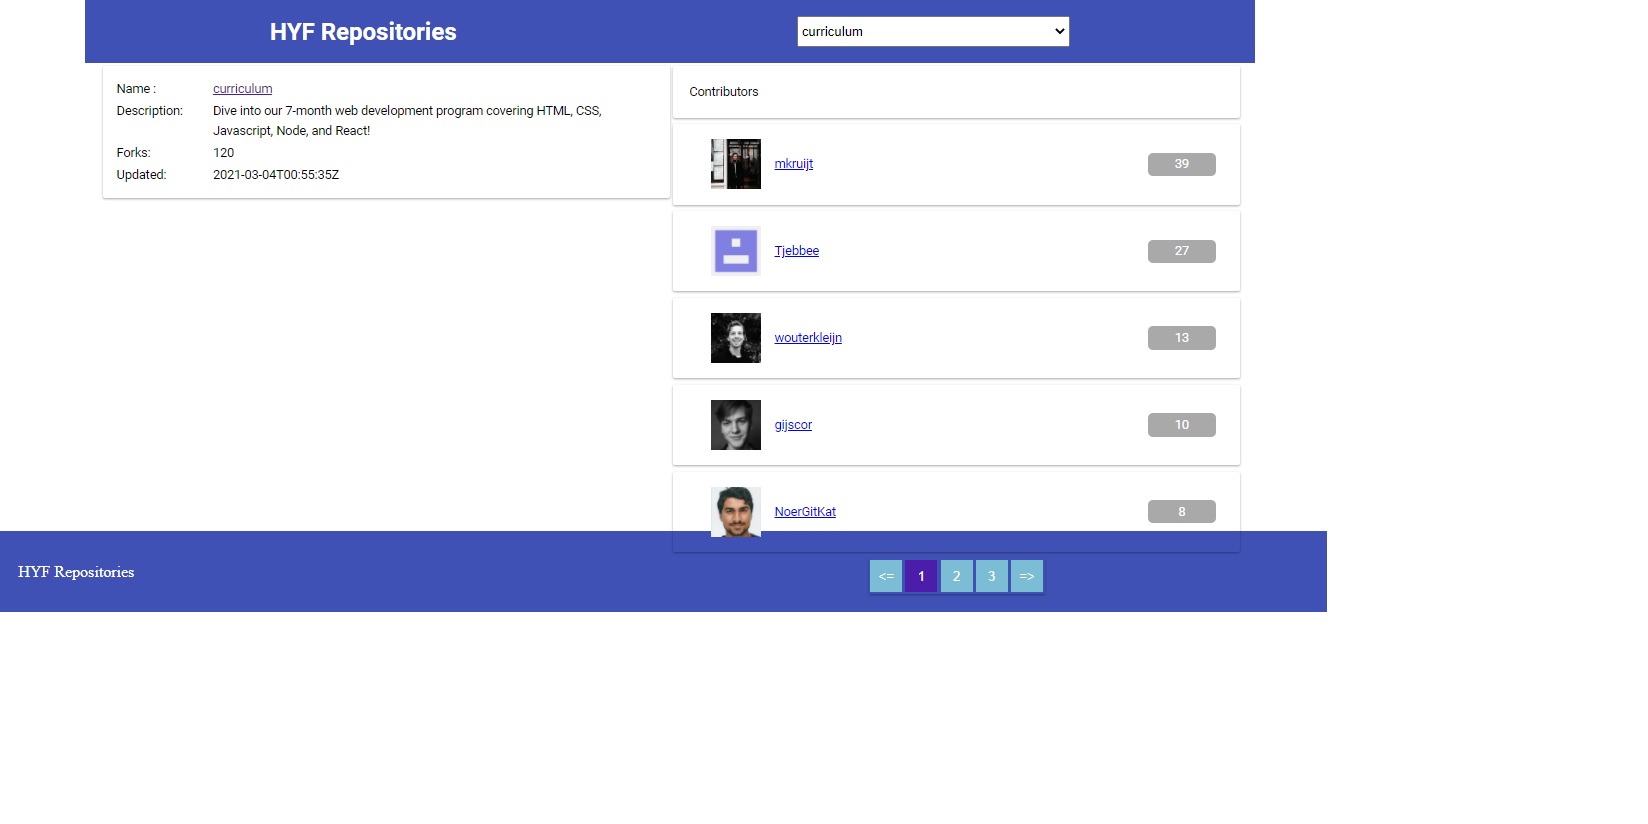 HYF Repositories
curriculum
Name : curriculum
Description: Dive into our 7-month web development program covering HTML, CSS,
Javascript, Node, and React!
Forks: 120
Updated: 2021-03-04T00:55:35Z
Contributors
mkruijt 39
Tjebbee 27
wouterkleijn 13
gijscor 10
NoerGitKat 8
HYF Repositories
<= 1 2 3 =>